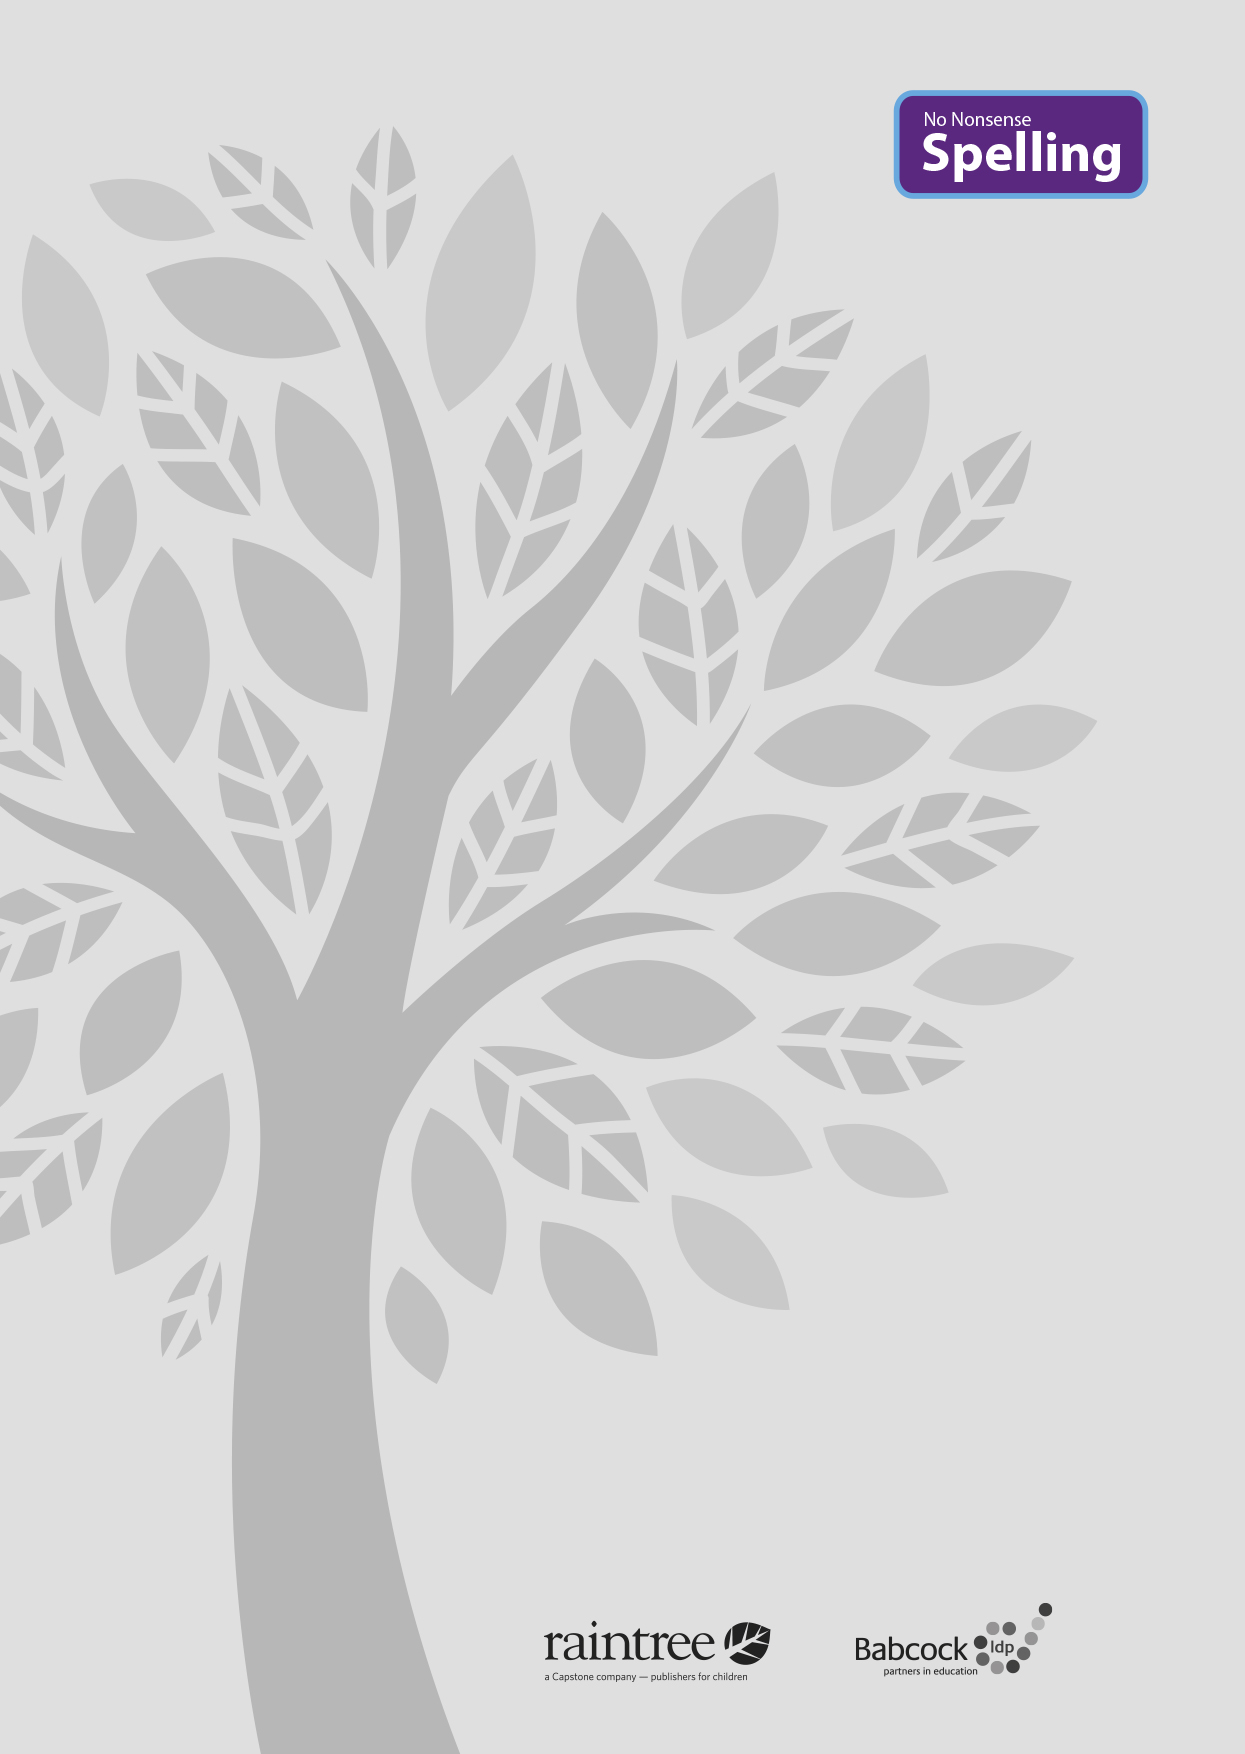 No Nonsense
Spelling
raintree
a Capstone company — publishers for children
Babcock ldp
partners in education